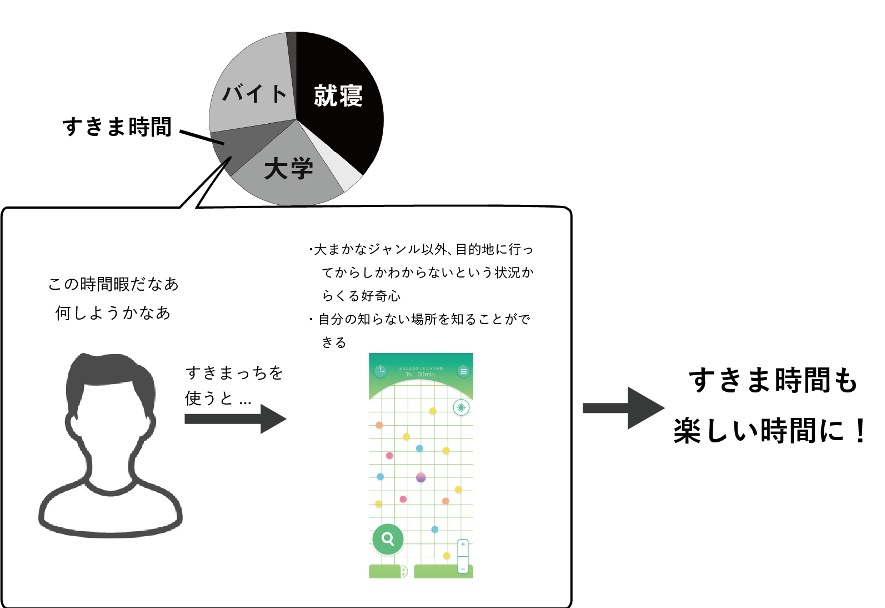 バイト
就寝
すきま時間
大学
この時間暇だなあ
何しようかなあ
・大まかなジャンル以外、目的地に行っ
てからしかわからないという状況か
らくる好奇心
・自分の知らない場所を知ることがで
きる
すきまっちを
使うと...
すきま時間も
楽しい時間に！